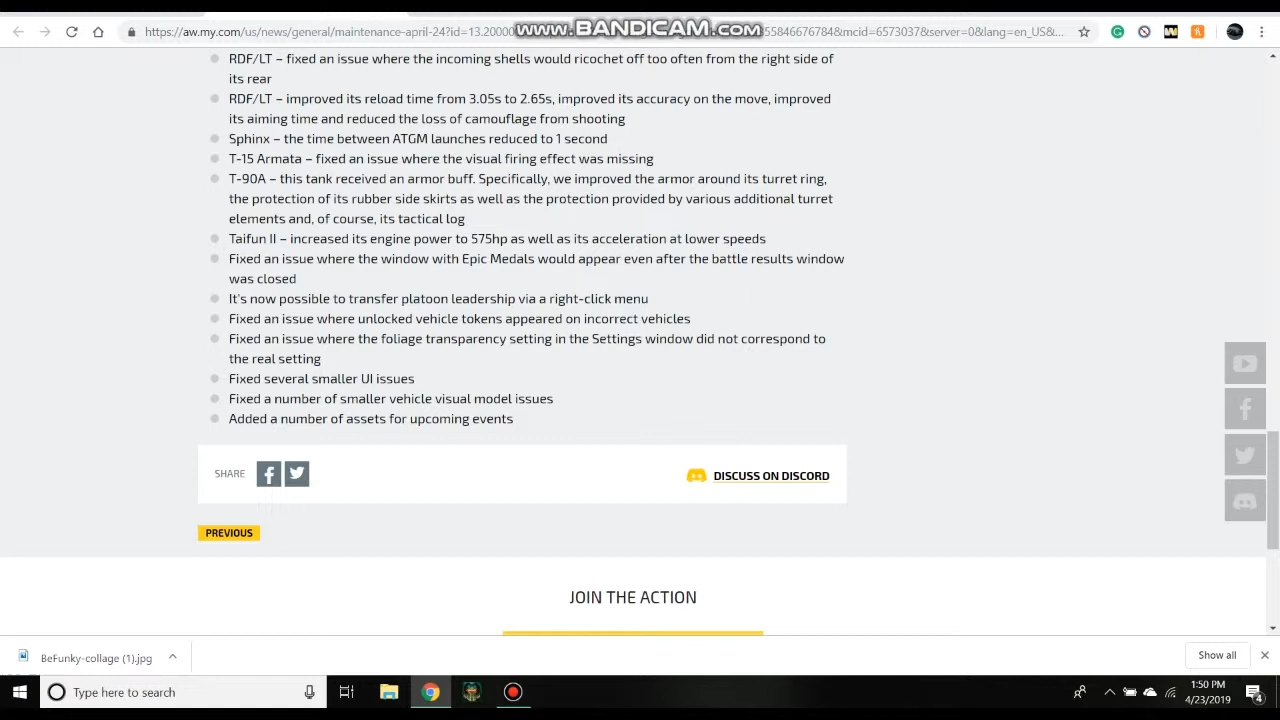 www.BANDICAM.com
https://aw.my.com/us/news/general/maintenance-april-24?id=13.20000
558466767848&mcid=6573037&server=0&lang=en_US&...
RDF/LT – fixed an issue where the incoming shells would ricochet off too often from the right side of
its rear
RDF/LT – improved its reload time from 3.05s to 2.65s, improved its accuracy on the move, improved
its aiming time and reduced the loss of camouflage from shooting
Sphinx – the time between ATGM launches reduced to 1 second
T-15 Armata – fixed an issue where the visual firing effect was missing
T-90A – this tank received an armor buff. Specifically, we improved the armor around its turret ring,
the protection of its rubber side skirts as well as the protection provided by various additional turret
elements and, of course, its tactical log
Taifun II – increased its engine power to 575hp as well as its acceleration at lower speeds
Fixed an issue where the window with Epic Medals would appear even after the battle results window
was closed
It's now possible to transfer platoon leadership via a right-click menu
Fixed an issue where unlocked vehicle tokens appeared on incorrect vehicles
Fixed an issue where the foliage transparency setting in the Settings window did not correspond to
the real setting
Fixed several smaller UI issues
Fixed a number of smaller vehicle visual model issues
Added a number of assets for upcoming events
SHARE
DISCUSS ON DISCORD
PREVIOUS
JOIN THE ACTION
BeFunky-collage (1).jpg
Show all
Type here to search
1:50 PM
4/23/2019
4